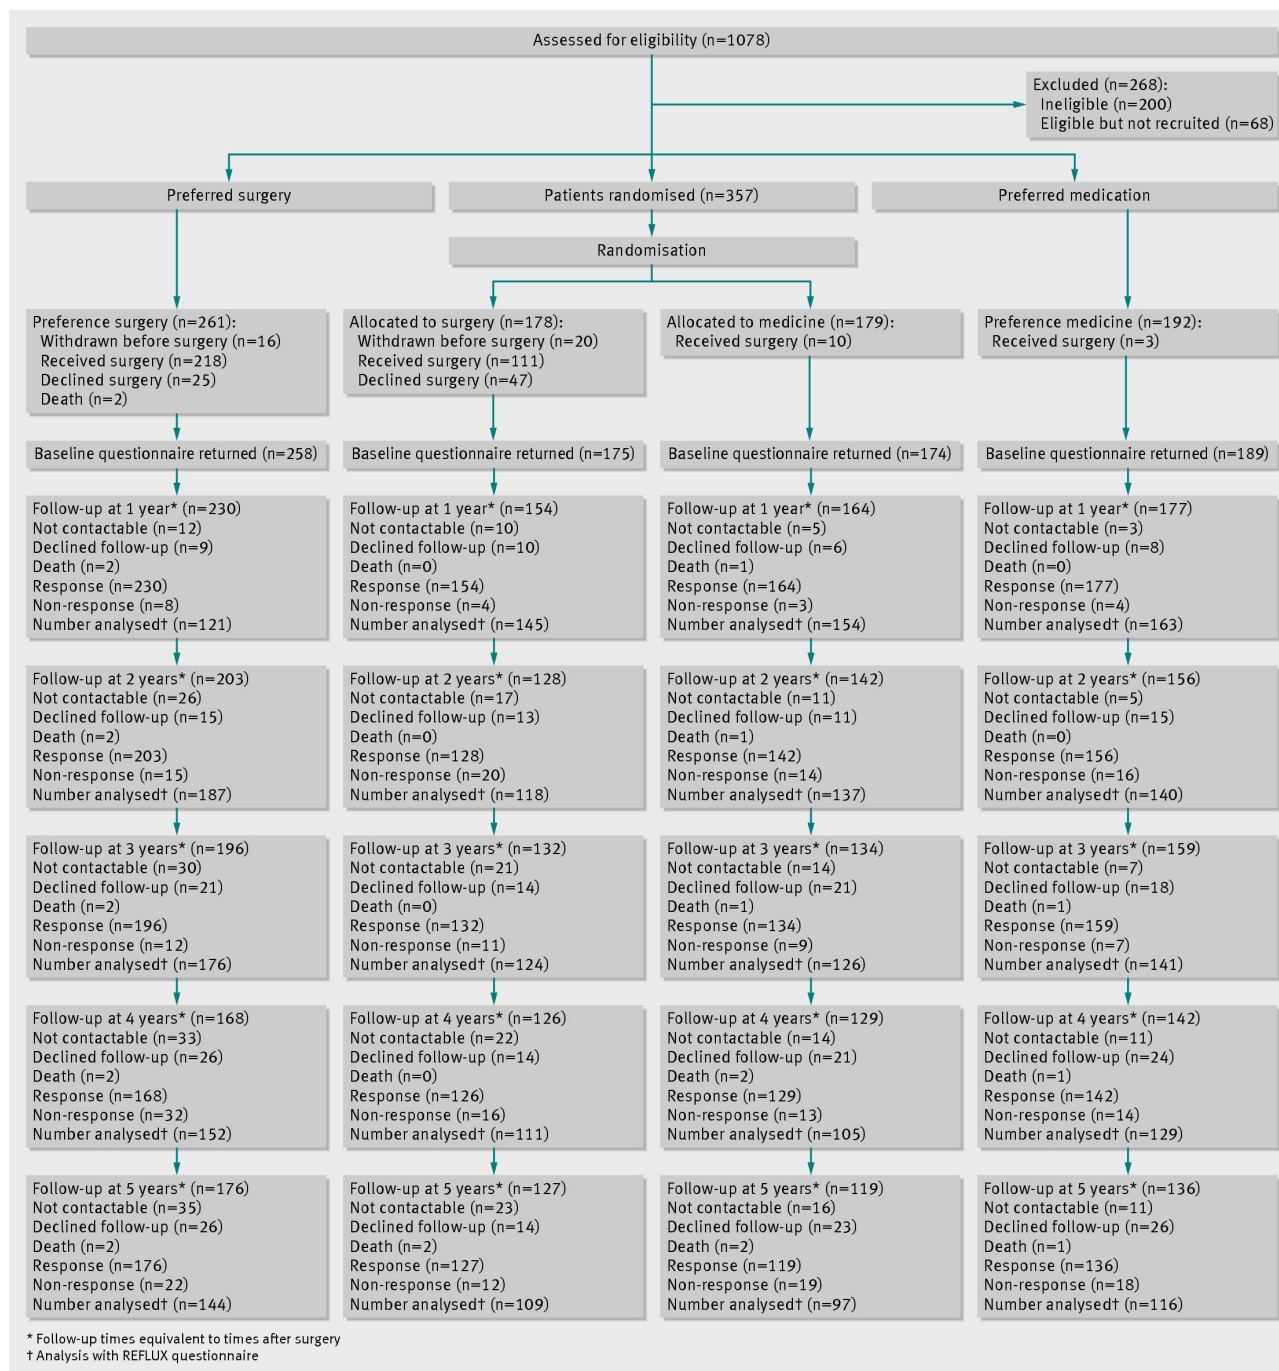 Assessed for eligibility (n=1078)
Excluded (n=268):
Ineligible (n=200)
Eligible but not recruited (n=68)
Preferred surgery
Patients randomised (n=357)
Preferred medication
Randomisation
Preference surgery (n=261):
Withdrawn before surgery (n=16)
Received surgery (n=218)
Declined surgery (n=25)
Death (n=2)
Allocated to surgery (n=178):
Withdrawn before surgery (n=20)
Received surgery (n=111)
Declined surgery (n=47)
Allocated to medicine (n=179):
Received surgery (n=10)
Preference medicine (n=192):
Received surgery (n=3)
Baseline questionnaire returned (n=258)
Baseline questionnaire returned (n=175)
Baseline questionnaire returned (n=174)
Baseline questionnaire returned (n=189)
Follow-up at 1 year* (n=230)
Not contactable (n=12)
Declined follow-up (n=9)
Death (n=2)
Response (n=230)
Non-response (n=8)
Number analysed† (n=121)
Follow-up at 1 year* (n=154)
Not contactable (n=10)
Declined follow-up (n=10)
Death (n=0)
Response (n=154)
Non-response (n=4)
Number analysed† (n=145)
Follow-up at 1 year* (n=164)
Not contactable (n=5)
Declined follow-up (n=6)
Death (n=1)
Response (n=164)
Non-response (n=3)
Number analysed† (n=154)
Follow-up at 1 year* (n=177)
Not contactable (n=3)
Declined follow-up (n=8)
Death (n=0)
Response (n=177)
Non-response (n=4)
Number analysed† (n=163)
Follow-up at 2 years* (n=203)
Not contactable (n=26)
Declined follow-up (n=15)
Death (n=2)
Response (n=203)
Non-response (n=15)
Number analysed† (n=187)
Follow-up at 2 years* (n=128)
Not contactable (n=17)
Declined follow-up (n=13)
Death (n=0)
Response (n=128)
Non-response (n=20)
Number analysed† (n=118)
Follow-up at 2 years* (n=142)
Not contactable (n=11)
Declined follow-up (n=11)
Death (n=1)
Response (n=142)
Non-response (n=14)
Number analysed† (n=137)
Follow-up at 2 years* (n=156)
Not contactable (n=5)
Declined follow-up (n=15)
Death (n=0)
Response (n=156)
Non-response (n=16)
Number analysed† (n=140)
Follow-up at 3 years* (n=196)
Not contactable (n=30)
Declined follow-up (n=21)
Death (n=2)
Response (n=196)
Non-response (n=12)
Number analysed† (n=176)
Follow-up at 3 years* (n=132)
Not contactable (n=21)
Declined follow-up (n=14)
Death (n=0)
Response (n=132)
Non-response (n=11)
Number analysed† (n=124)
Follow-up at 3 years* (n=134)
Not contactable (n=14)
Declined follow-up (n=21)
Death (n=1)
Response (n=134)
Non-response (n=9)
Number analysed† (n=126)
Follow-up at 3 years* (n=159)
Not contactable (n=7)
Declined follow-up (n=18)
Death (n=1)
Response (n=159)
Non-response (n=7)
Number analysed† (n=141)
Follow-up at 4 years* (n=168)
Not contactable (n=33)
Declined follow-up (n=26)
Death (n=2)
Response (n=168)
Non-response (n=32)
Number analysed† (n=152)
Follow-up at 4 years* (n=126)
Not contactable (n=22)
Declined follow-up (n=14)
Death (n=0)
Response (n=126)
Non-response (n=16)
Number analysed† (n=111)
Follow-up at 4 years* (n=129)
Not contactable (n=14)
Declined follow-up (n=21)
Death (n=2)
Response (n=129)
Non-response (n=13)
Number analysed† (n=105)
Follow-up at 4 years* (n=142)
Not contactable (n=11)
Declined follow-up (n=24)
Death (n=1)
Response (n=142)
Non-response (n=14)
Number analysed† (n=129)
Follow-up at 5 years* (n=176)
Not contactable (n=35)
Declined follow-up (n=26)
Death (n=2)
Response (n=176)
Non-response (n=22)
Number analysed† (n=144)
Follow-up at 5 years* (n=127)
Not contactable (n=23)
Declined follow-up (n=14)
Death (n=2)
Response (n=127)
Non-response (n=12)
Number analysed† (n=109)
Follow-up at 5 years* (n=119)
Not contactable (n=16)
Declined follow-up (n=23)
Death (n=2)
Response (n=119)
Non-response (n=19)
Number analysed† (n=97)
Follow-up at 5 years* (n=136)
Not contactable (n=11)
Declined follow-up (n=26)
Death (n=1)
Response (n=136)
Non-response (n=18)
Number analysed† (n=116)
* Follow-up times equivalent to times after surgery
† Analysis with REFLUX questionnaire